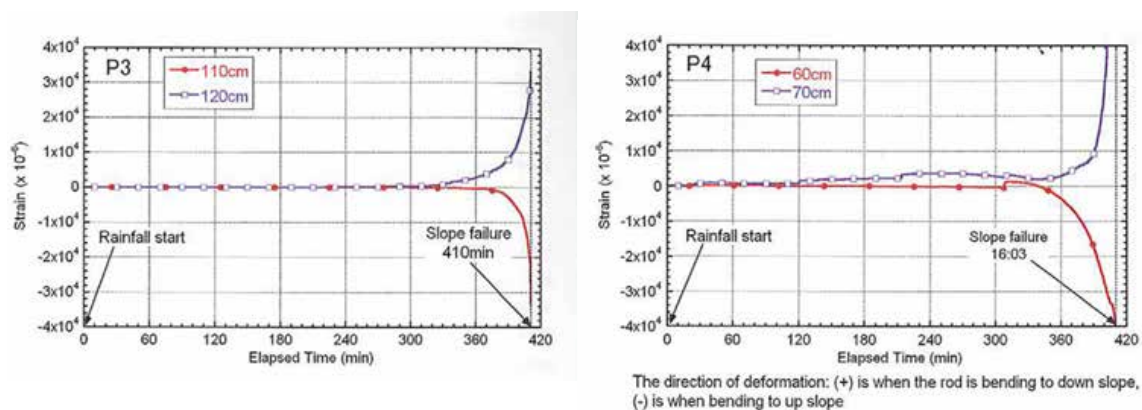 P3
110cm
120cm
4x10⁴
3x10⁴
2x10⁴
1x10⁴
0
-1x10⁴
-2x10⁴
-3x10⁴
-4x10⁴
Strain (x 10⁻⁶)
Rainfall start
Slope failure
410min
0 60 120 180 240 300 360 420
Elapsed Time (min)
P4
60cm
70cm
4x10⁴
3x10⁴
2x10⁴
1x10⁴
0
-1x10⁴
-2x10⁴
-3x10⁴
-4x10⁴
Strain (x 10⁻⁶)
Rainfall start
Slope failure
16:03
0 60 120 180 240 300 360 420
Elapsed Time (min)
The direction of deformation: (+) is when the rod is bending to down slope,
(-) is when bending to up slope